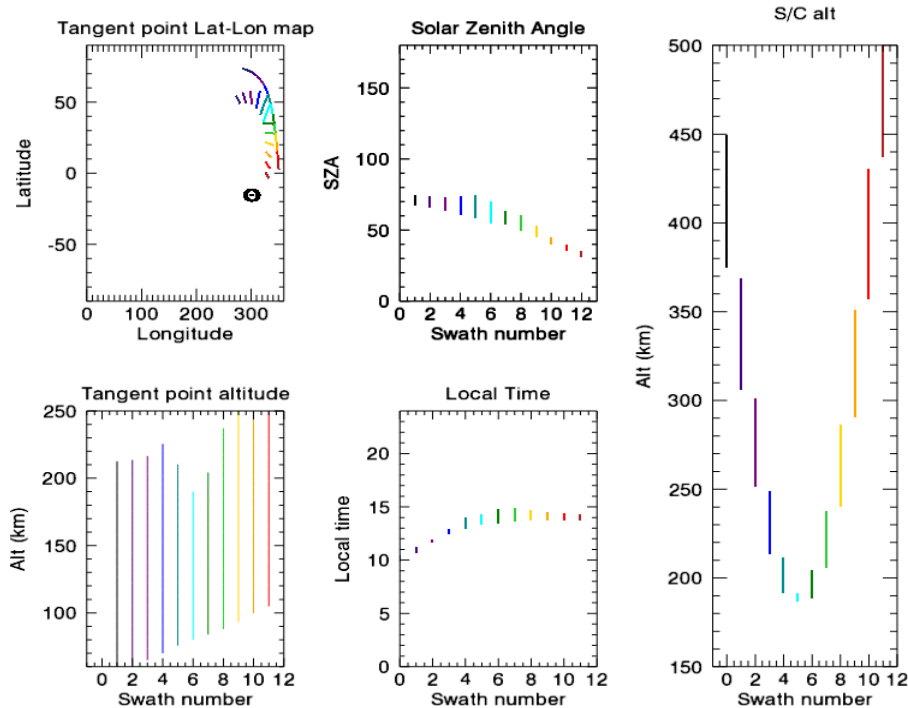 Tangent point Lat-Lon map
Latitude
50
0
-50
0 100 200 300
Longitude
Solar Zenith Angle
SZA
150
100
50
0
0 2 4 6 8 10 12
Swath number
S/C alt
Alt (km)
500
450
400
350
300
250
200
150
0 2 4 6 8 10 12
Swath number
Tangent point altitude
Alt (km)
250
200
150
100
0 2 4 6 8 10 12
Swath number
Local Time
Local time
20
15
10
5
0
0 2 4 6 8 10 12
Swath number